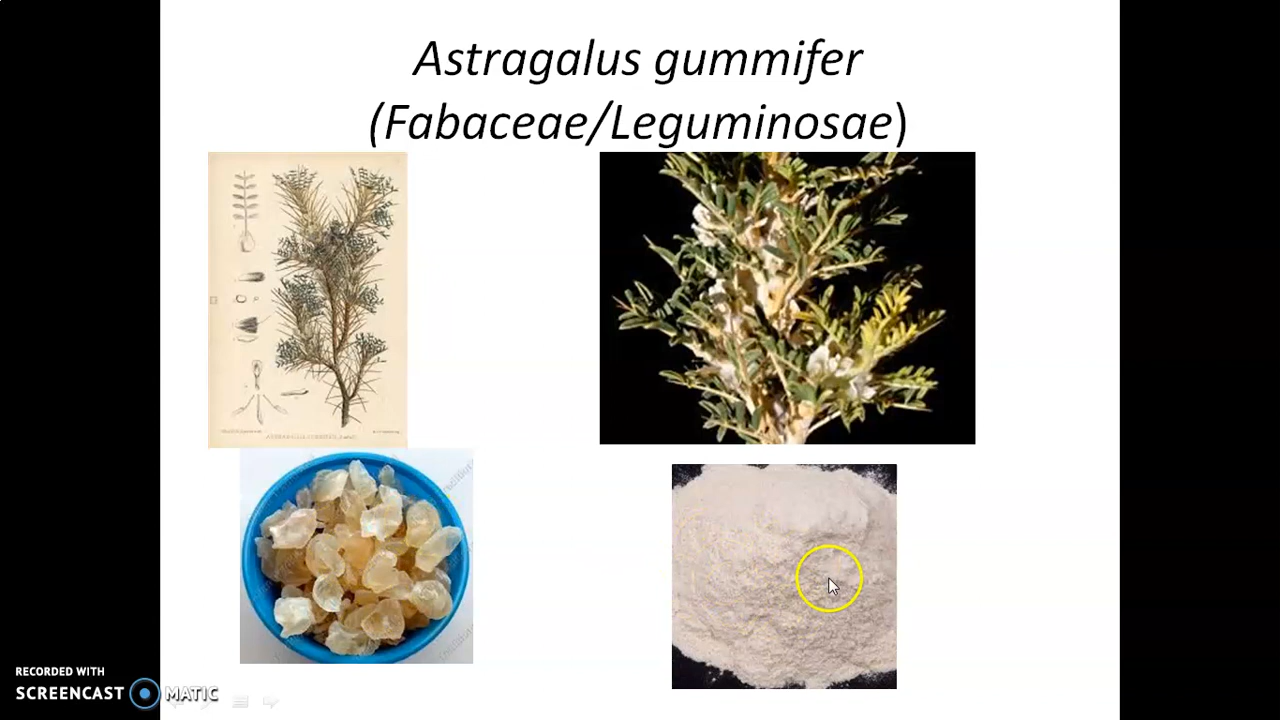 Astragalus gummifer
(Fabaceae/Leguminosae)
RECORDED WITH
SCREENCAST MATIC